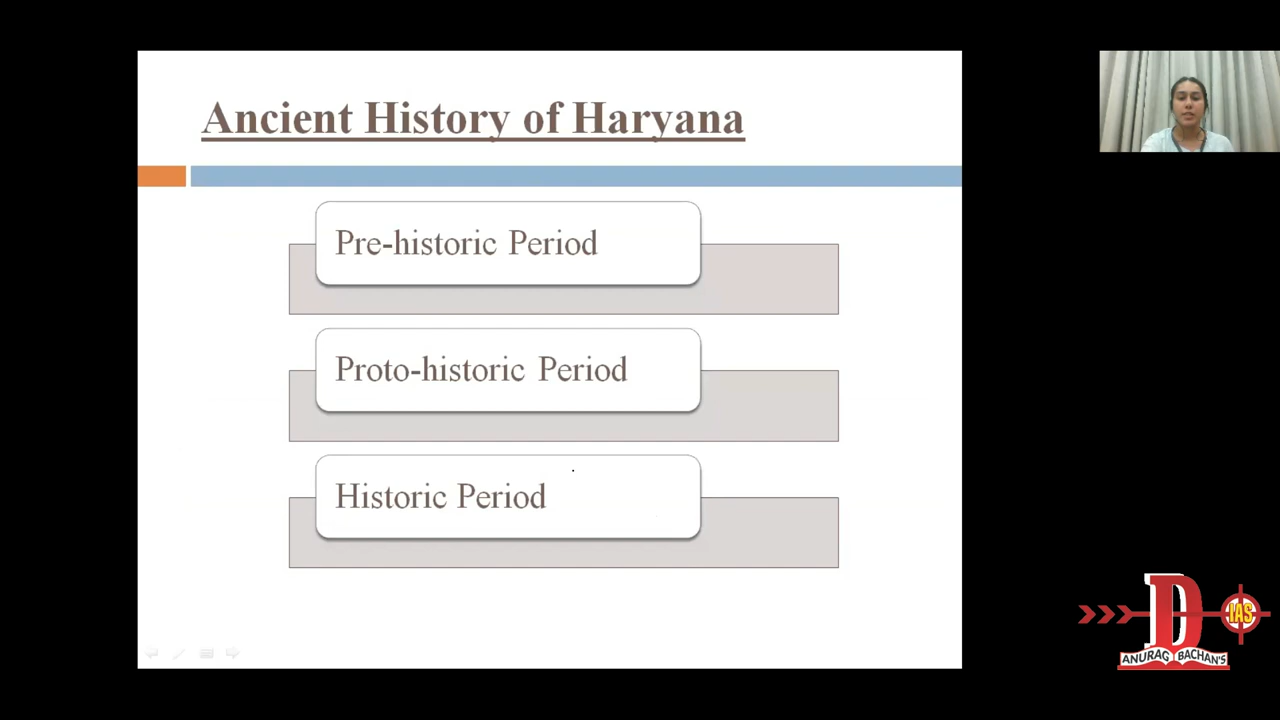 Ancient History of Haryana
Pre-historic Period
Proto-historic Period
Historic Period
D
IAS
ANURAG BACHAN'S